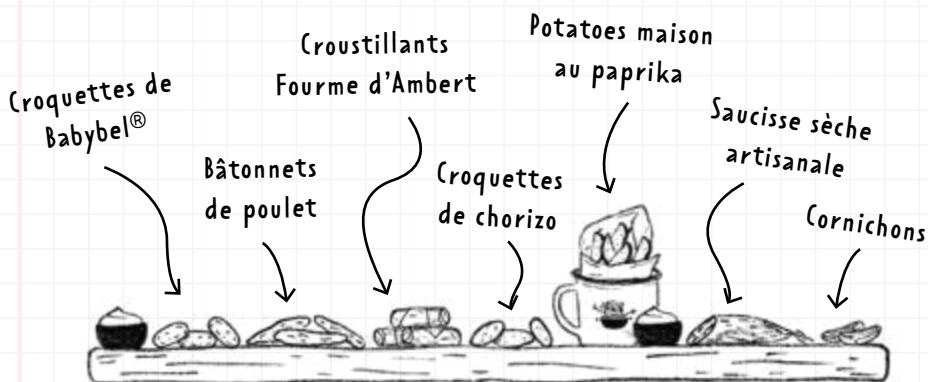 Croquettes de
Babybel®
Bâtonnets
de poulet
Croustillants
Fourme d'Ambert
Croquettes
de chorizo
Potatoes maison
au paprika
Saucisse sèche
artisanale
Cornichons